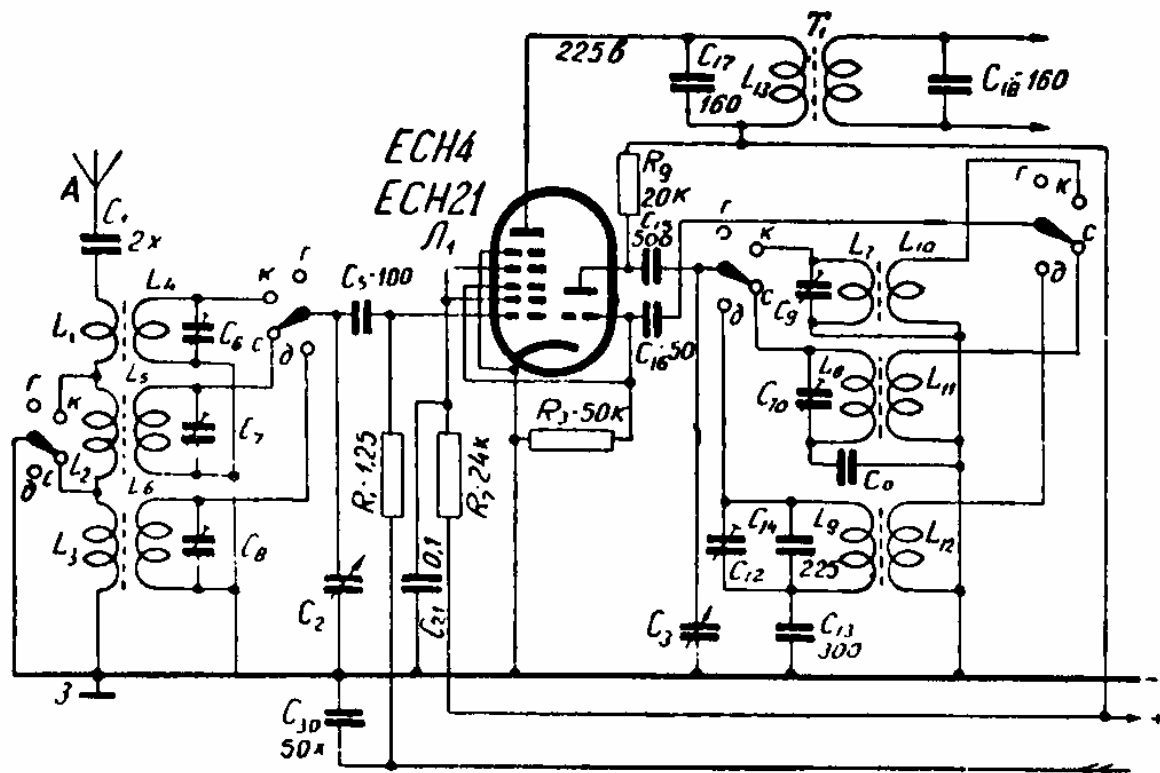 T₁
225в
C₁₇
160
L₁₃
C₁₈-160
ECH4
ECH21
Л₁
R₉
20к
A
C₁
2х
C₁₅
500
г
к
с
д
г
к
с
д
L₄
к
г
с
д
C₅-100
L₇
L₁₀
L₁
C₆
C₉
C₁₆-50
L₅
г
к
с
д
L₂
C₇
L₈
L₁₁
C₁₀
R₃-50к
R₁-1,25
R₇-24к
L₆
C₀
L₃
C₈
0,1
C₂₁
C₁₄
225
L₉
L₁₂
C₁₂
C₂
C₃
C₁₃
300
З
-
C₃₀
50х
+